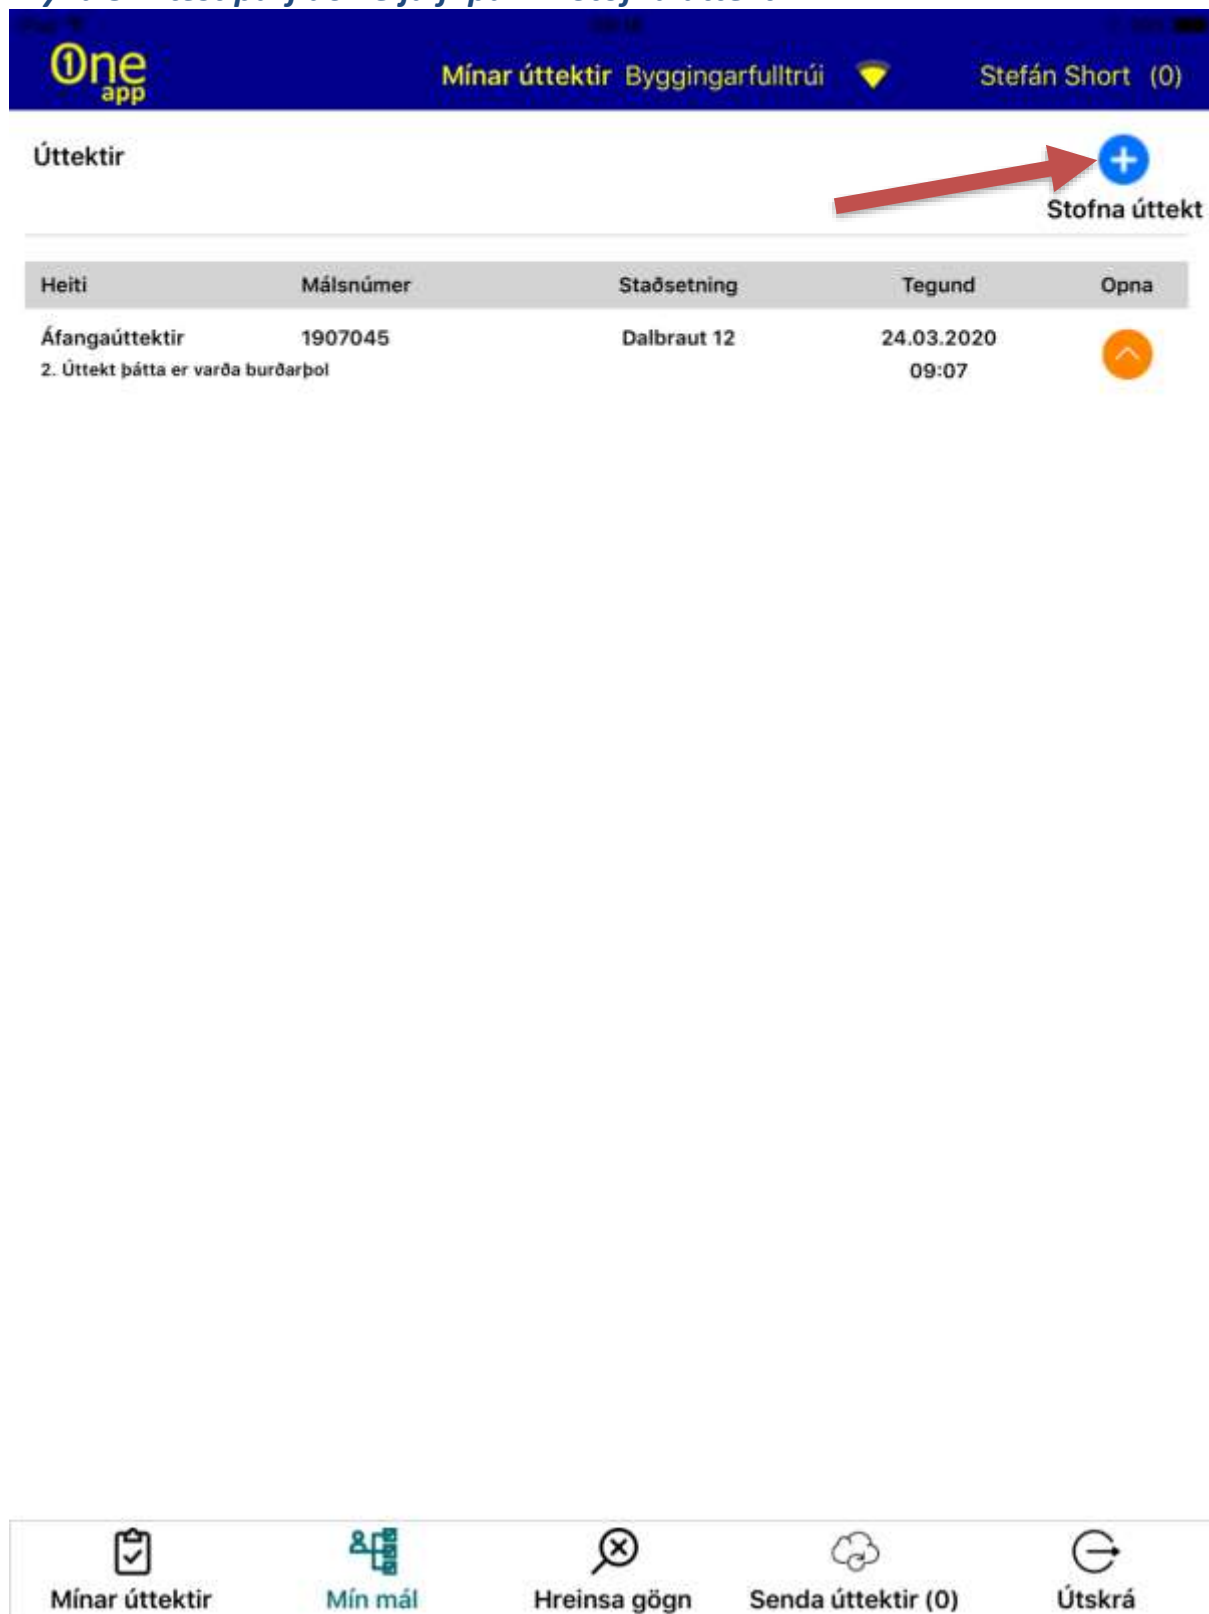 One
app
Mínar úttektir Byggingarfulltrúi Stefán Short (0)
Úttektir
Stofna úttekt
Heiti Málsnúmer Staðsetning Tegund Opna
Áfangaúttektir 1907045 Dalbraut 12 24.03.2020
2. Úttekt þátta er varða burðarþol 09:07
Mínar úttektir Mín mál Hreinsa gögn Senda úttektir (0) Útskrá